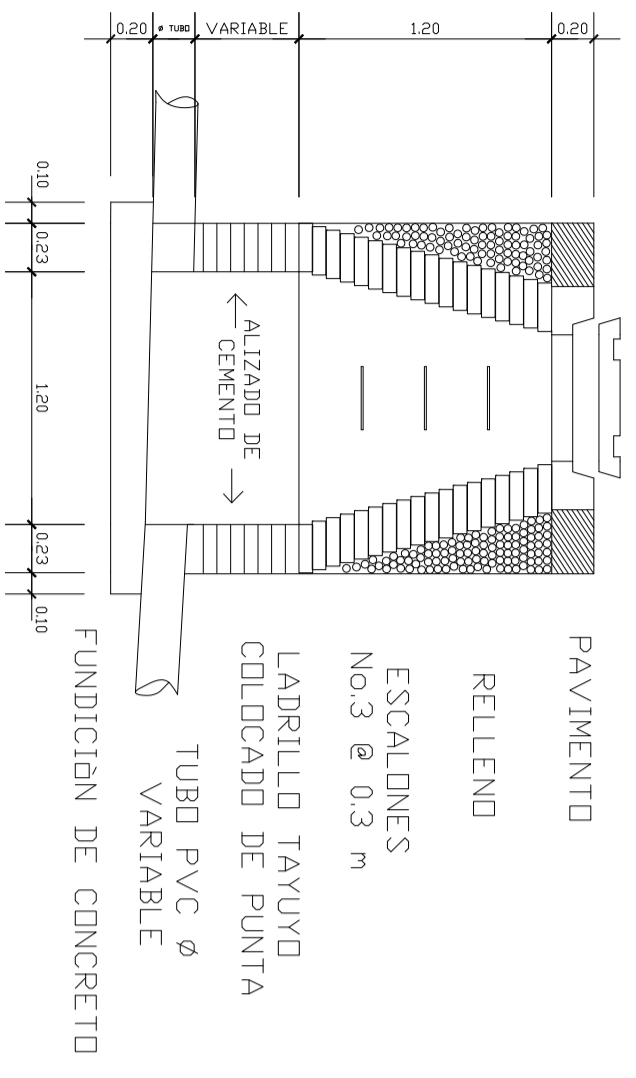 PAVIMENTO
RELLENO
ESCALONES
No.3 @ 0.3 m
LADRILLO TAYUYO
COLOCADO DE PUNTA
TUBO PVC Ø
VARIABLE
FUNDICIòN DE CONCRETO
ALIZADO DE
CEMENTO
0.20
1.20
VARIABLE
Ø TUBO
0.20
0.10
0.23
1.20
0.23
0.10